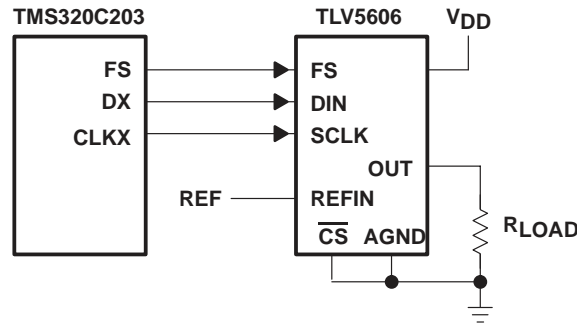 TMS320C203
TLV5606
VDD
FS
DX
CLKX
FS
DIN
SCLK
OUT
REF
REFIN
CS
AGND
RLOAD